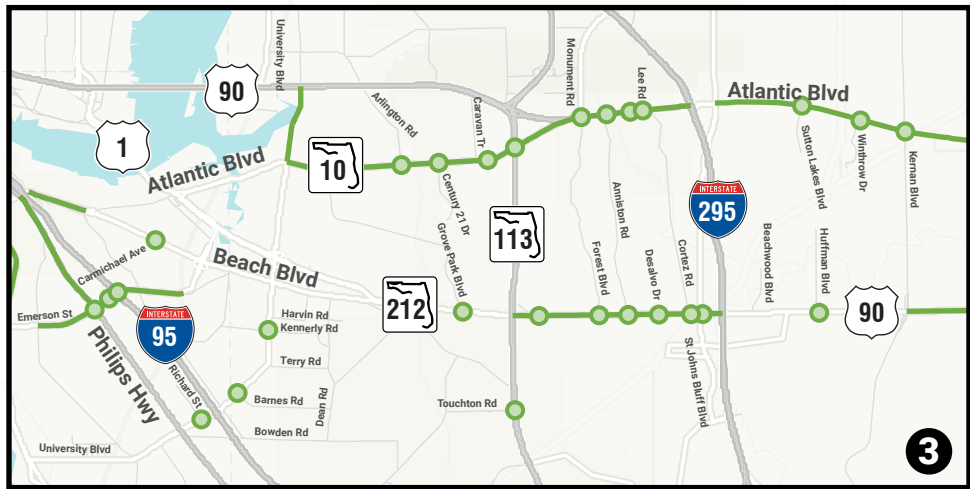 University Blvd
90
Arlington Rd
Caravan Tr
Monument Rd
Lee Rd
Atlantic Blvd
1
Atlantic Blvd
10
Century 21 Dr
Sutton Lakes Blvd
Winthrow Dr
Kernan Blvd
INTERSTATE
295
Anniston Rd
113
Grove Park Blvd
Carmichael Ave
Beach Blvd
Forest Blvd
Desalvo Dr
Cortez Rd
Beachwood Blvd
Huffman Blvd
212
90
Emerson St
INTERSTATE
95
Harvin Rd
Kennerly Rd
Philips Hwy
Terry Rd
Richard St
St Johns Bluff Blvd
Barnes Rd
Dean Rd
Touchton Rd
Bowden Rd
University Blvd
3